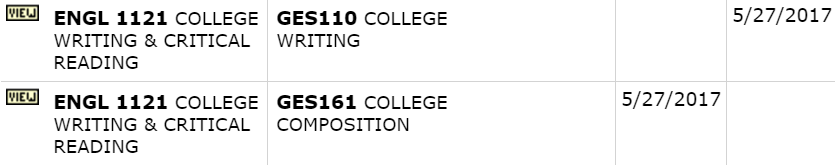 VIEW ENGL 1121 COLLEGE WRITING & CRITICAL READING GES110 COLLEGE WRITING 5/27/2017
VIEW ENGL 1121 COLLEGE WRITING & CRITICAL READING GES161 COLLEGE COMPOSITION 5/27/2017